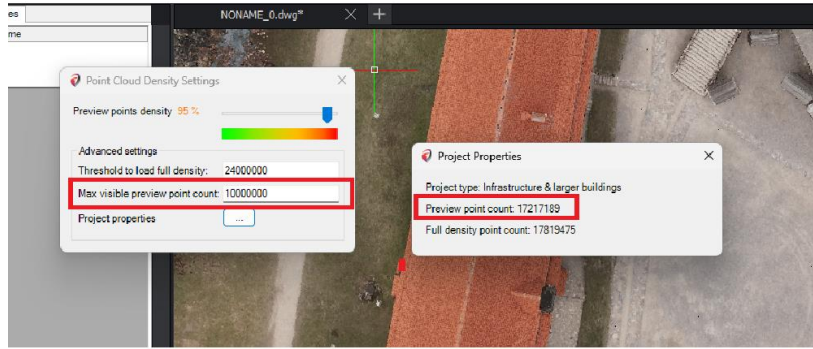 es
me
NONAME_0.dwg*
Point Cloud Density Settings
Preview points density 95 %
Advanced settings
Threshold to load full density: 24000000
Max visible preview point count: 10000000
Project properties ...
Project Properties
Project type: Infrastructure & larger buildings
Preview point count: 17217189
Full density point count: 17819475